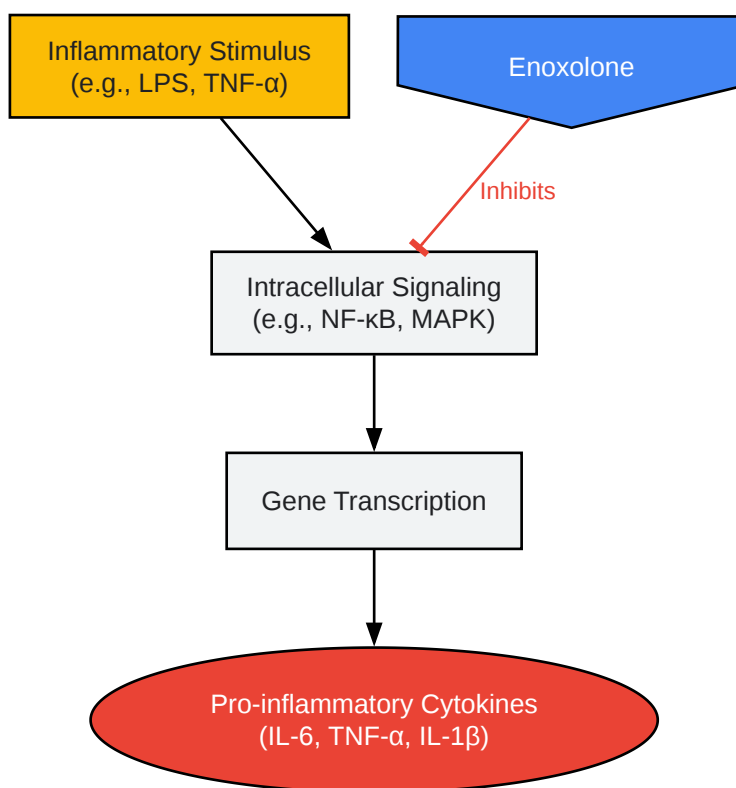 Inflammatory Stimulus
(e.g., LPS, TNF-α)
Enoxolone
Inhibits
Intracellular Signaling
(e.g., NF-κB, MAPK)
Gene Transcription
Pro-inflammatory Cytokines
(IL-6, TNF-α, IL-1β)